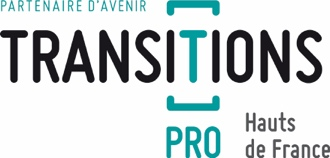 PARTENAIRE D'AVENIR
TRANSITIONS
PRO
Hauts
de France